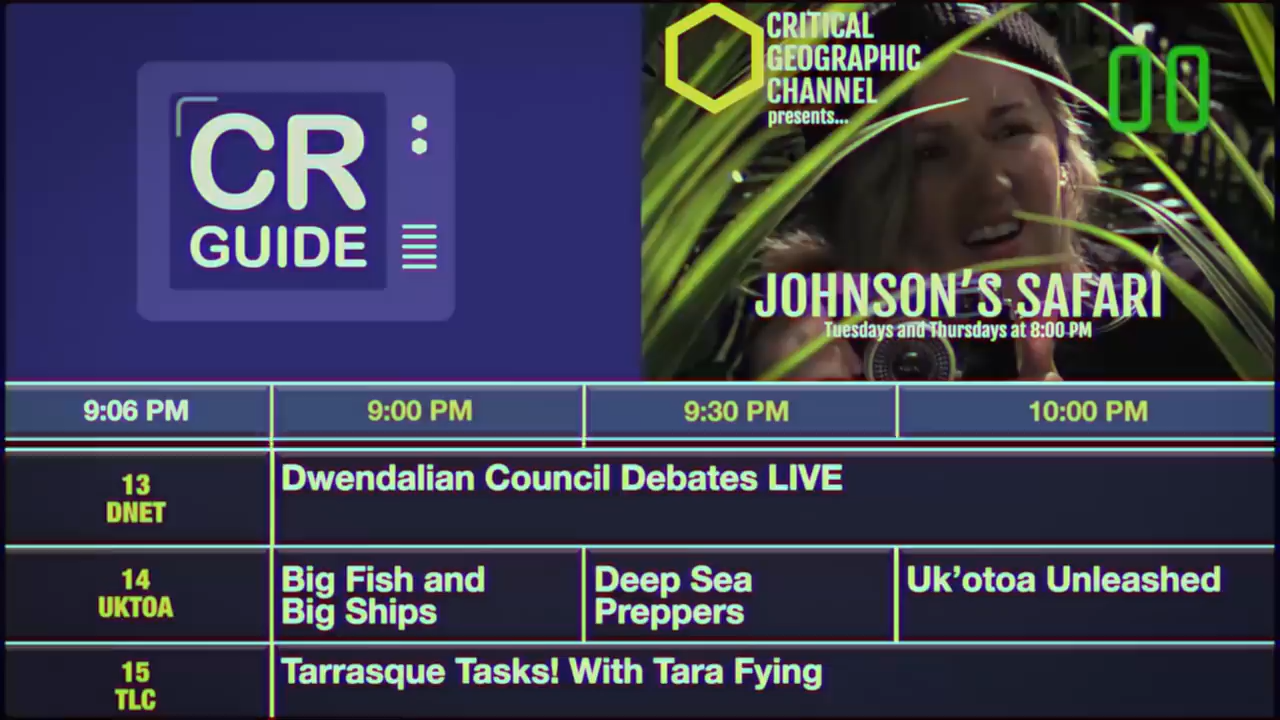 CR
GUIDE
CRITICAL
GEOGRAPHIC
CHANNEL
presents...
00
JOHNSON'S SAFARI
Tuesdays and Thursdays at 8:00 PM
9:06 PM
9:00 PM
9:30 PM
10:00 PM
13
DNET
Dwendalian Council Debates LIVE
14
UKTOA
Big Fish and
Big Ships
Deep Sea
Preppers
Uk'otoa Unleashed
15
TLC
Tarrasque Tasks! With Tara Fying